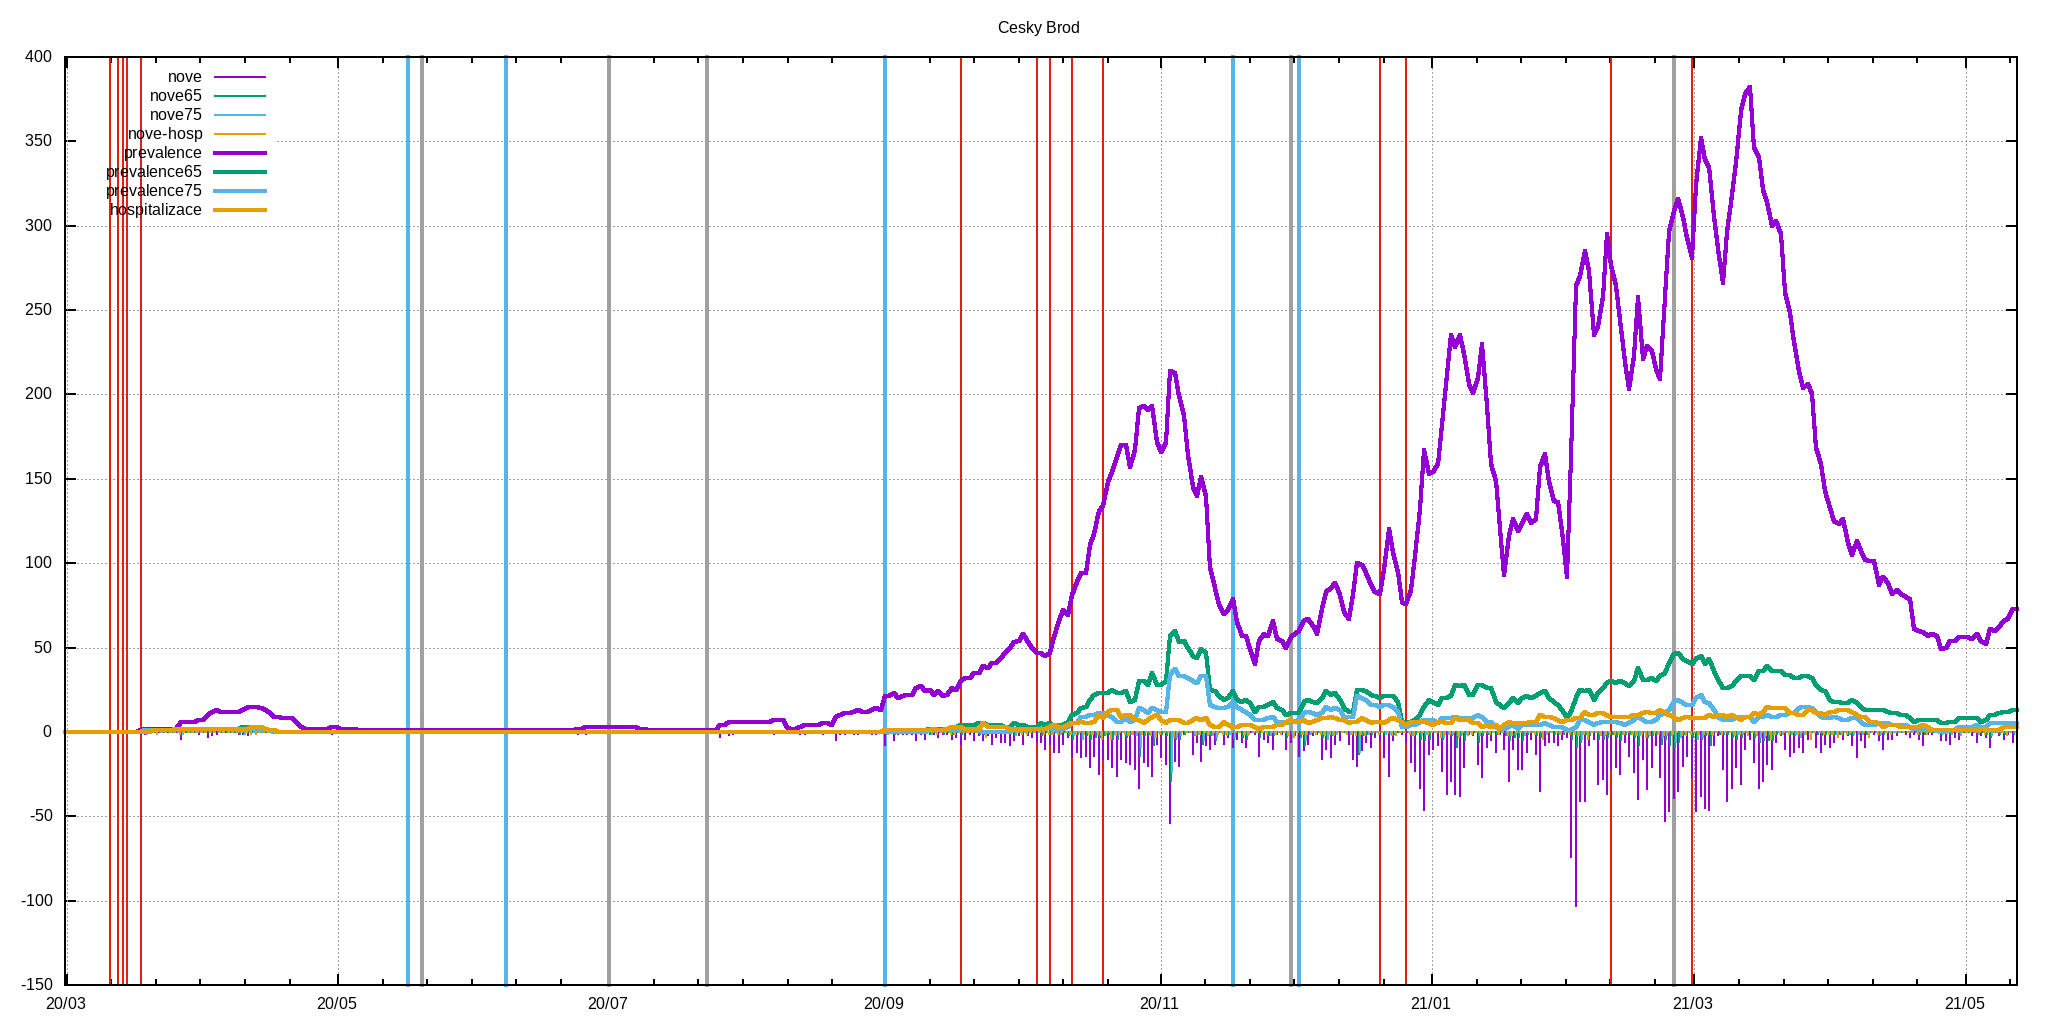 Cesky Brod
400
350
300
250
200
150
100
50
0
-50
-100
-150
nove
nove65
nove75
nove-hosp
prevalence
prevalence65
prevalence75
hospitalizace
20/03
20/05
20/07
20/09
20/11
21/01
21/03
21/05